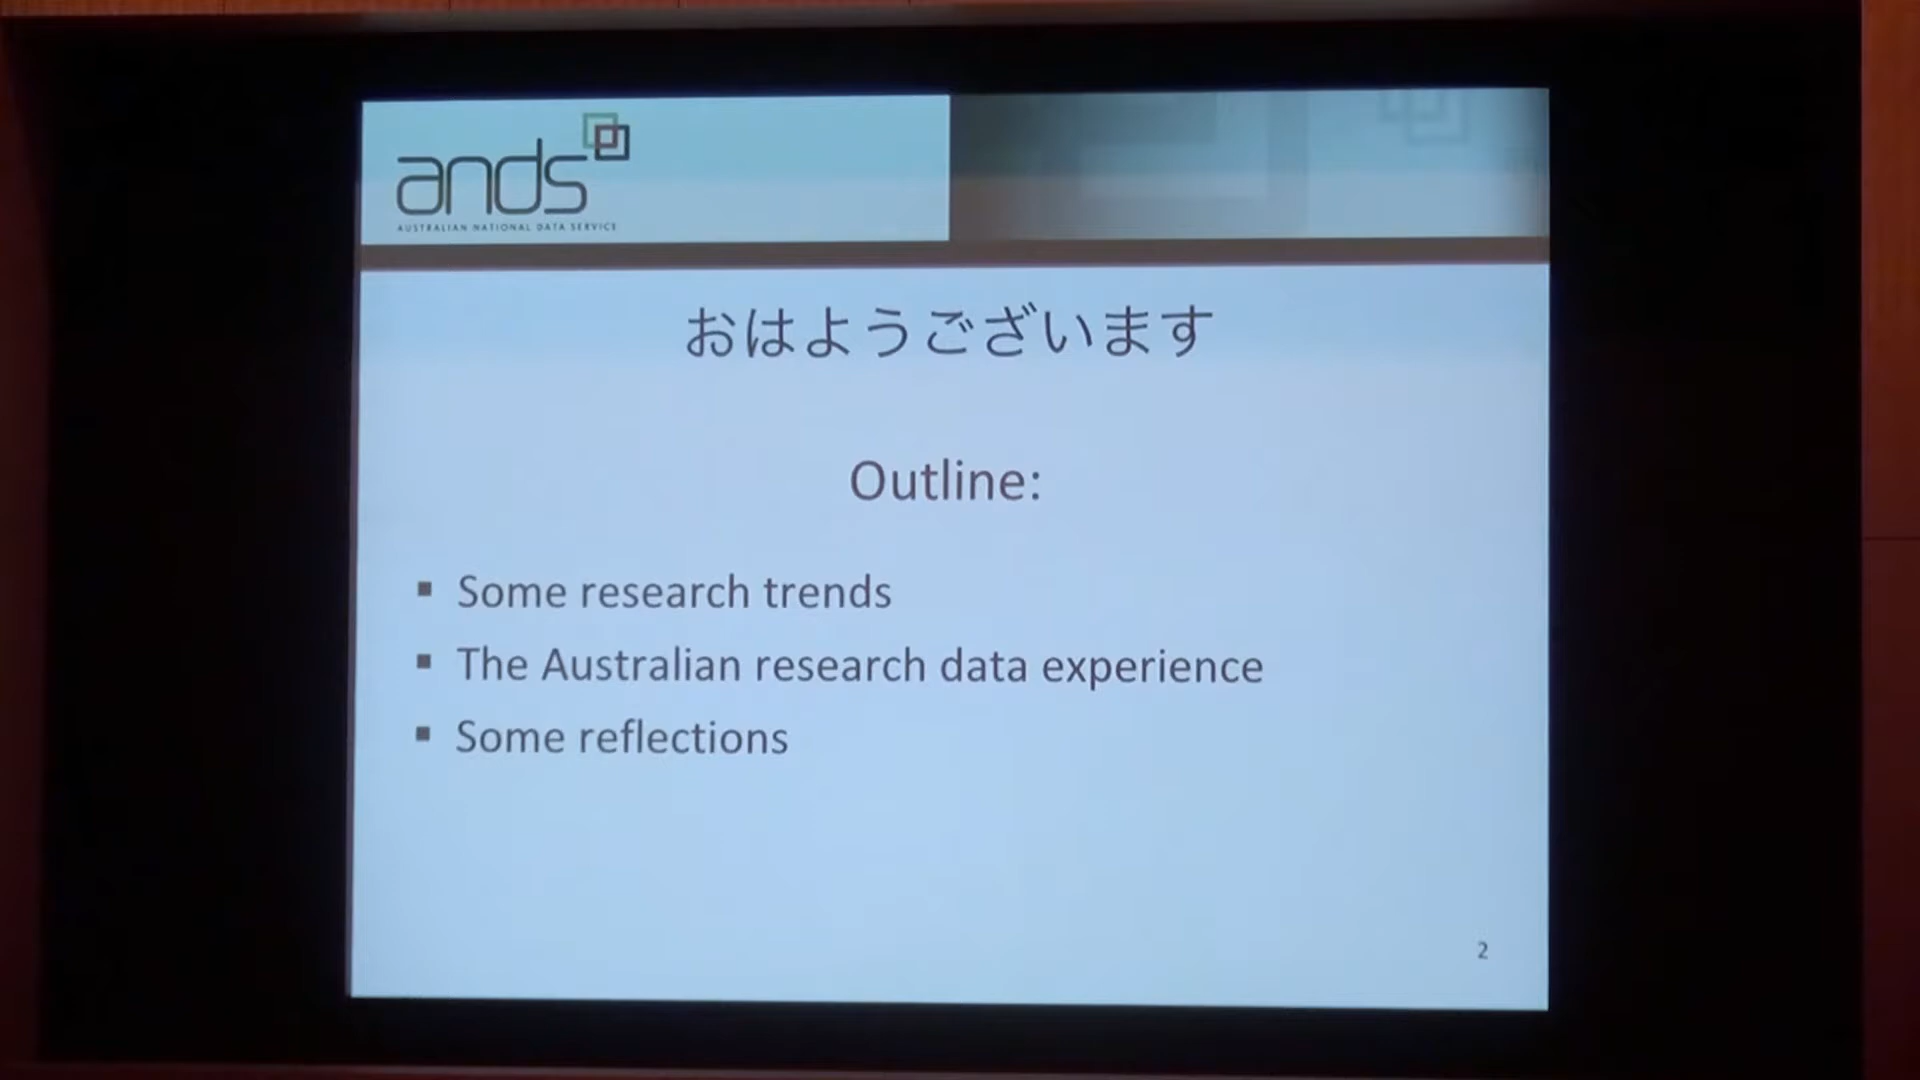 ands
AUSTRALIAN NATIONAL DATA SERVICE
おはようございます
Outline:
▪ Some research trends
▪ The Australian research data experience
▪ Some reflections
2